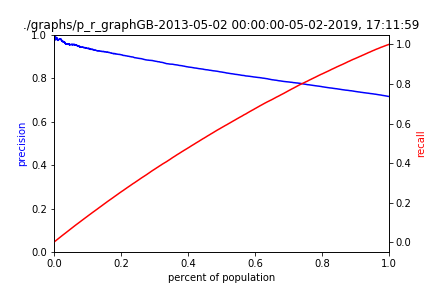 ./graphs/p_r_graphGB-2013-05-02 00:00:00-05-02-2019, 17:11:59
1.0
0.8
0.6
0.4
0.2
0.0
precision
1.0
0.8
0.6
0.4
0.2
0.0
recall
0.0 0.2 0.4 0.6 0.8 1.0
percent of population